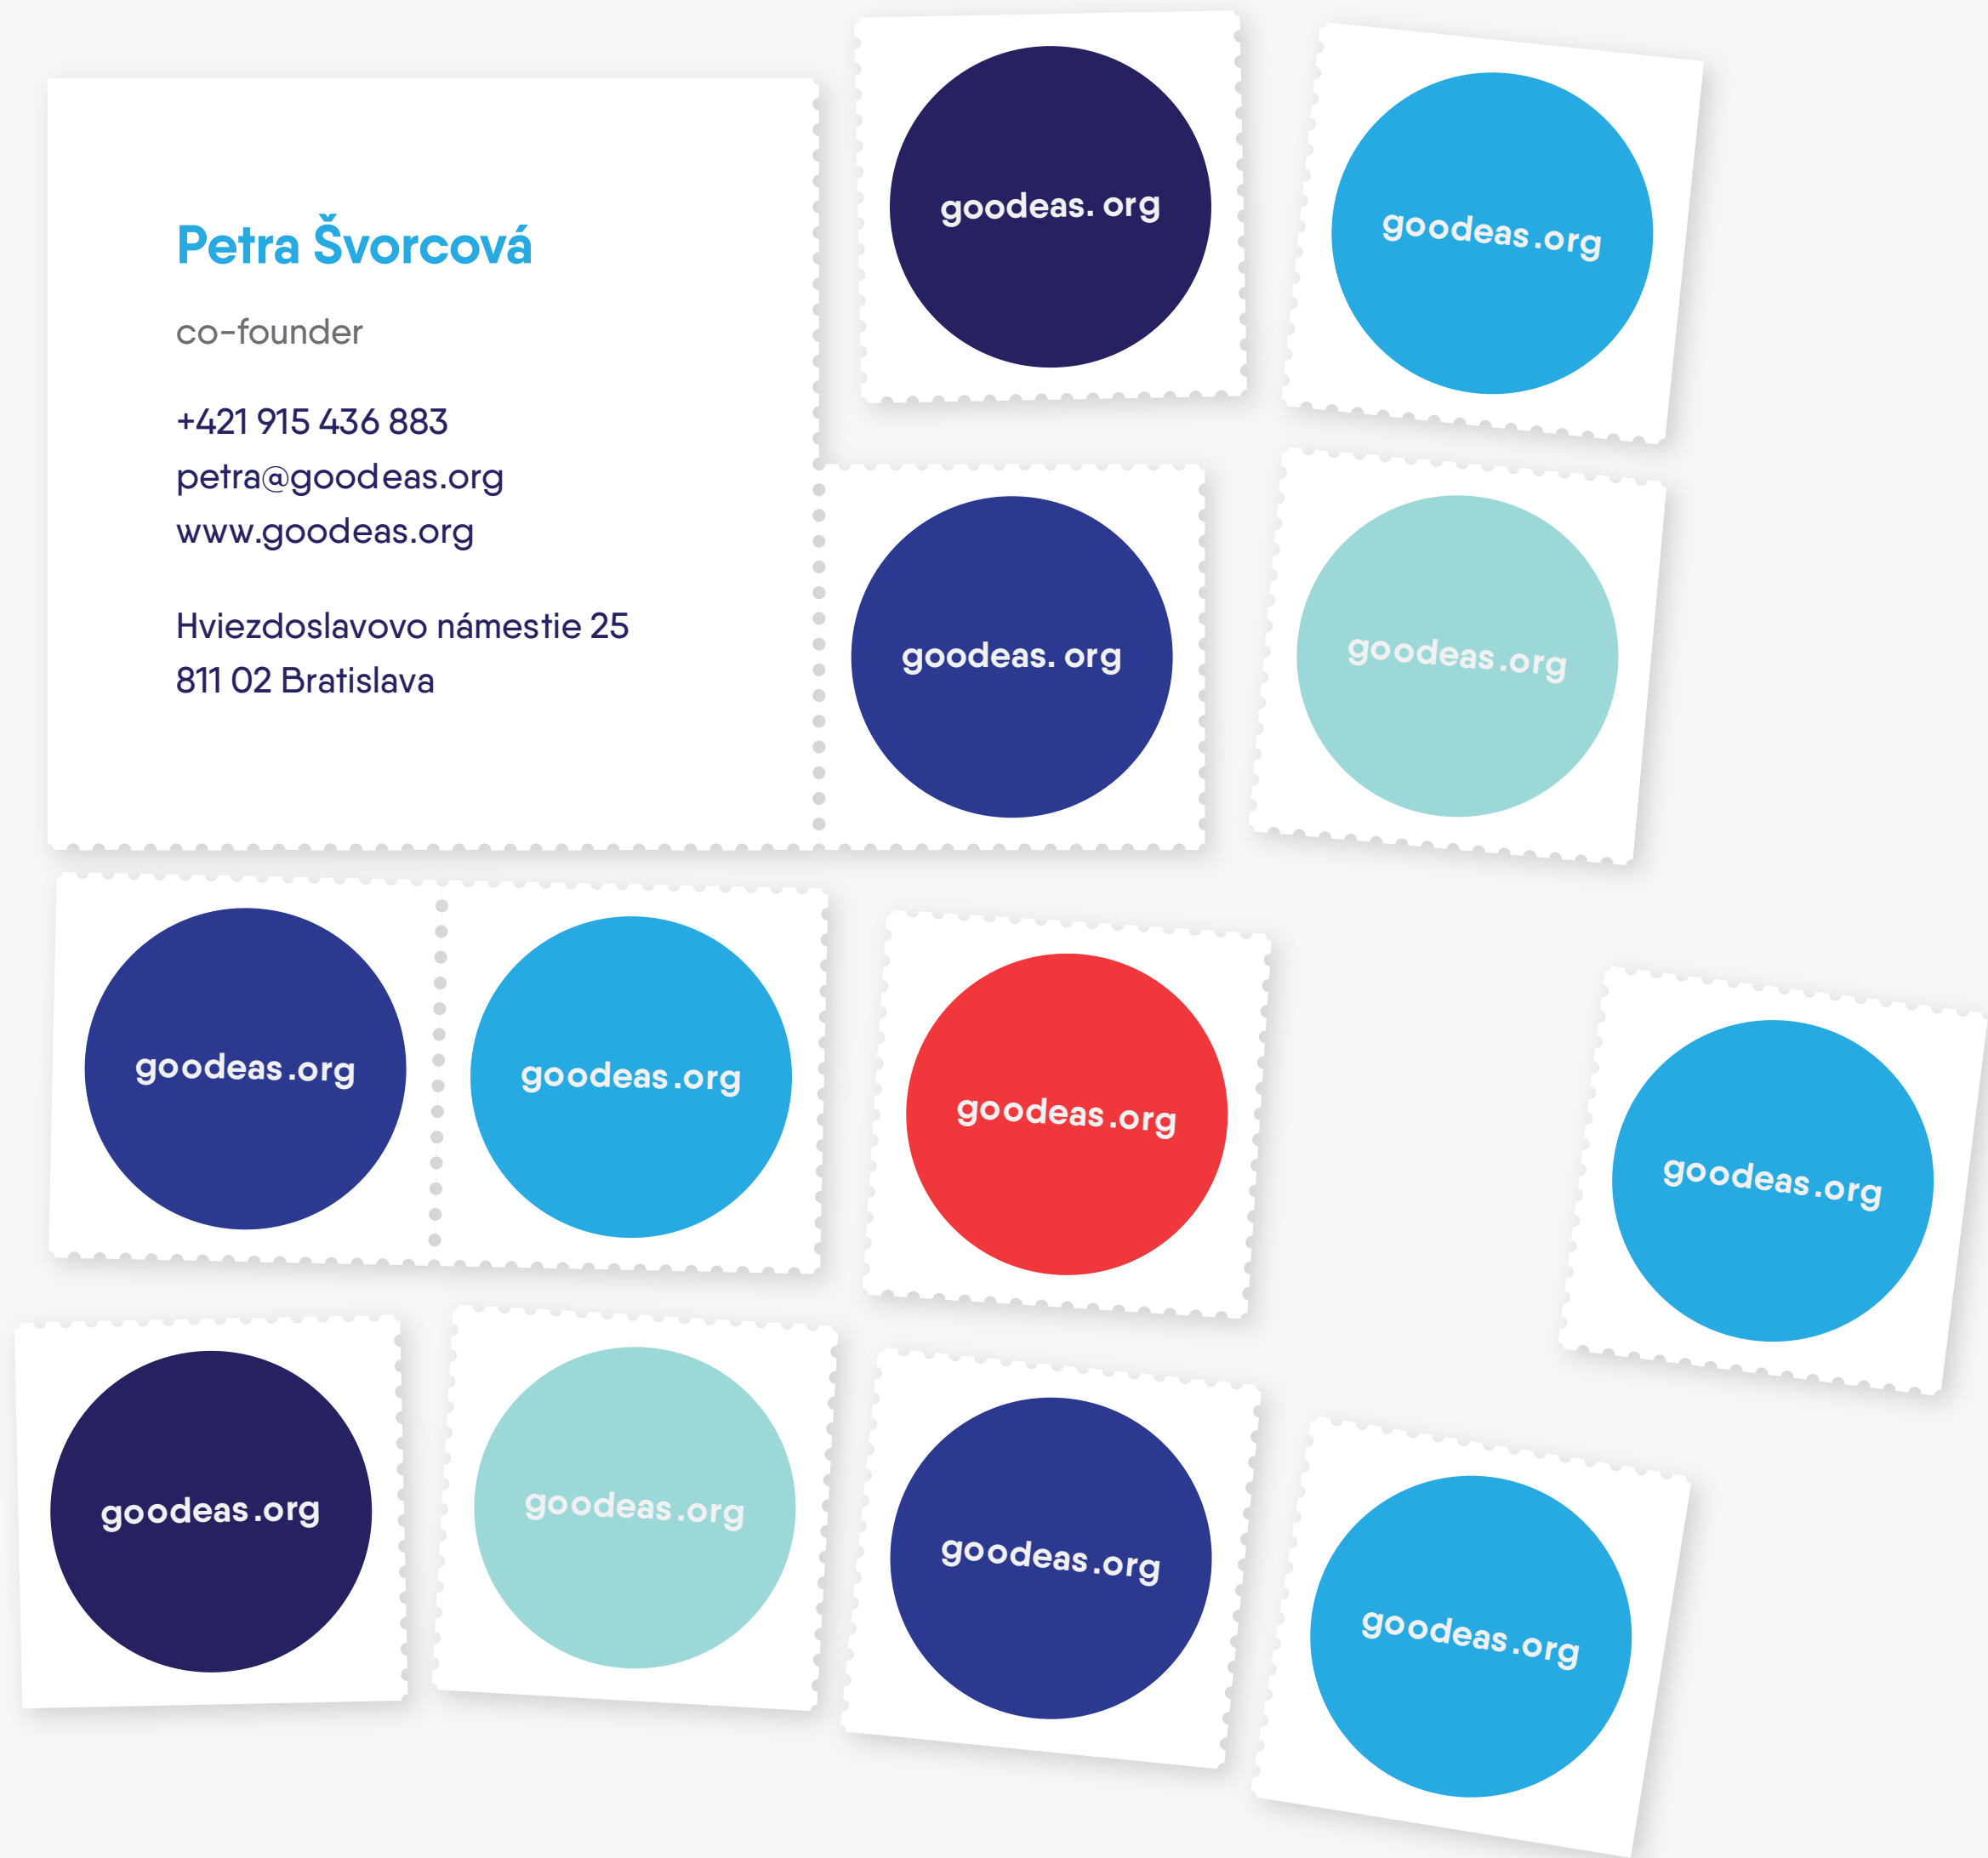 Petra Švorcová
co-founder
+421 915 436 883
petra@goodeas.org
www.goodeas.org
Hviezdoslavovo námestie 25
811 02 Bratislava
goodeas. org
goodeas.org
goodeas. org
goodeas.org
goodeas.org
goodeas.org
goodeas.org
goodeas.org
goodeas.org
goodeas.org
goodeas.org
goodeas.org